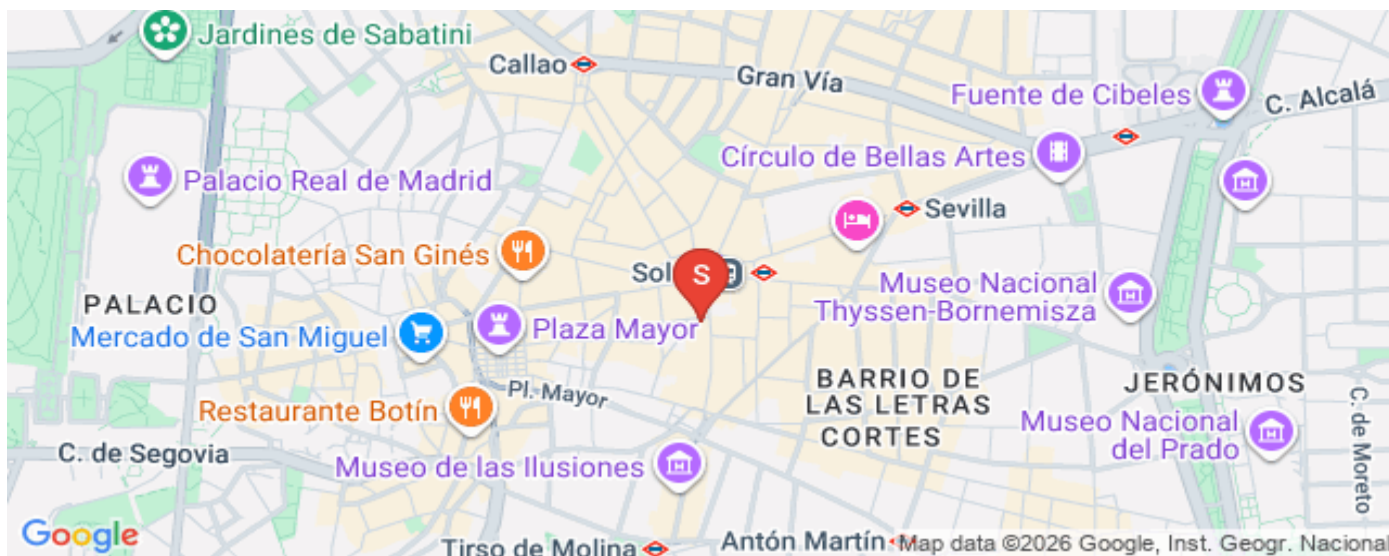 Jardines de Sabatini
Callao
Gran Vía
Fuente de Cibeles
C. Alcalá
Círculo de Bellas Artes
Palacio Real de Madrid
Sevilla
Chocolatería San Ginés
Sol
S
Museo Nacional
Thyssen-Bornemisza
PALACIO
Mercado de San Miguel
Plaza Mayor
Pl. Mayor
BARRIO DE
LAS LETRAS
CORTES
JERÓNIMOS
Restaurante Botín
C. de Moreto
Museo Nacional
del Prado
C. de Segovia
Museo de las Ilusiones
Google
Tirso de Molina
Antón Martín
Map data ©2026 Google, Inst. Geogr. Nacional